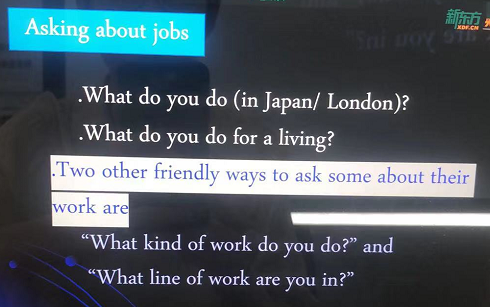 Asking about jobs
新东方
XDF.CN
.What do you do (in Japan/ London)?
.What do you do for a living?
.Two other friendly ways to ask some about their
work are
“What kind of work do you do?” and
“What line of work are you in?”